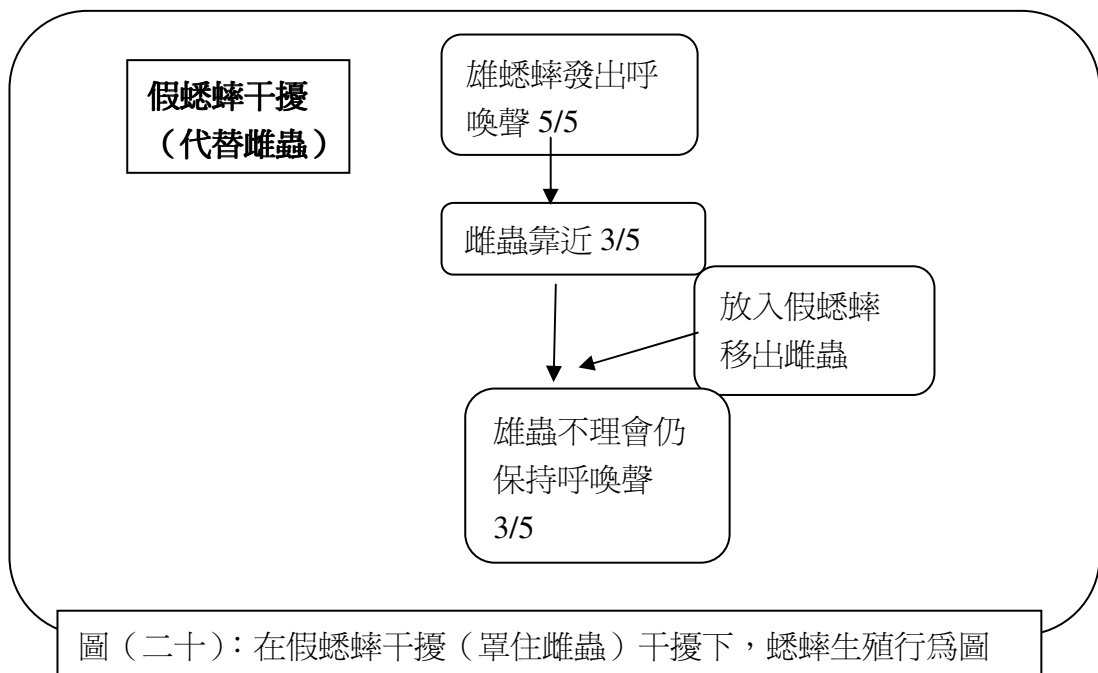 假蟋蟀干擾
（代替雌蟲）
雄蟋蟀發出呼
喚聲 5/5
雌蟲靠近 3/5
放入假蟋蟀
移出雌蟲
雄蟲不理會仍
保持呼喚聲
3/5
圖（二十）：在假蟋蟀干擾（罩住雌蟲）干擾下，蟋蟀生殖行爲圖